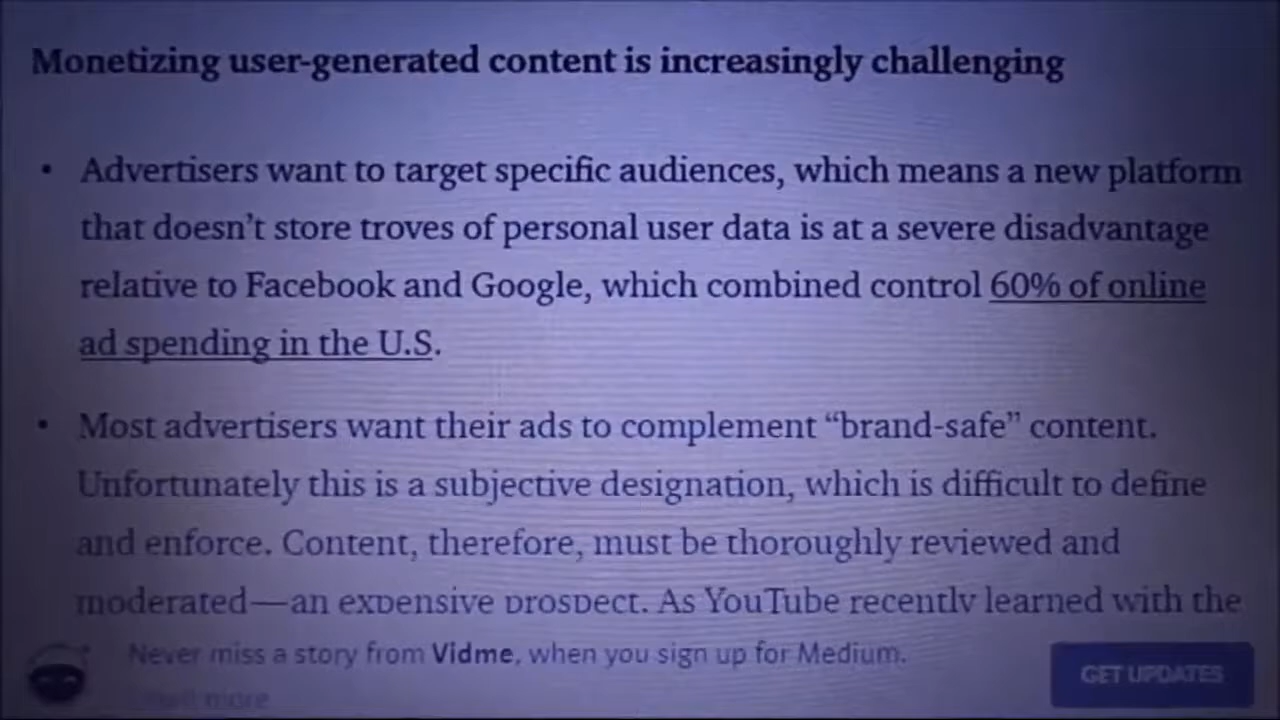 Monetizing user-generated content is increasingly challenging
• Advertisers want to target specific audiences, which means a new platform
that doesn’t store troves of personal user data is at a severe disadvantage
relative to Facebook and Google, which combined control 60% of online
ad spending in the U.S.
• Most advertisers want their ads to complement “brand-safe” content.
Unfortunately this is a subjective designation, which is difficult to define
and enforce. Content, therefore, must be thoroughly reviewed and
moderated—an expensive prospect. As YouTube recently learned with the
Never miss a story from Vidme, when you sign up for Medium.
more
GET UPDATES